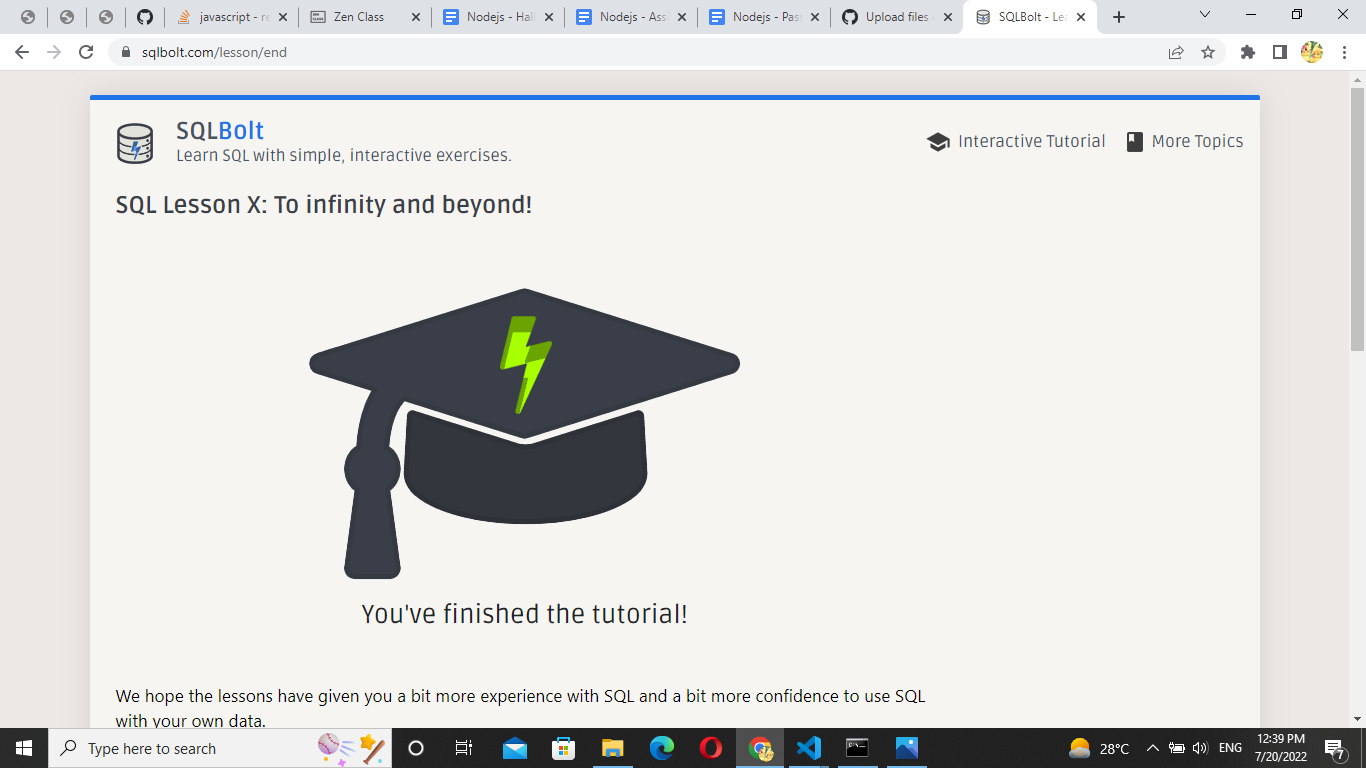 javascript - re
Zen Class
Nodejs - Hall
Nodejs - Ass
Nodejs - Pas
Upload files
SQLBolt - Lea
sqlbolt.com/lesson/end
SQLBolt
Learn SQL with simple, interactive exercises.
Interactive Tutorial
More Topics
SQL Lesson X: To infinity and beyond!
You've finished the tutorial!
We hope the lessons have given you a bit more experience with SQL and a bit more confidence to use SQL
with your own data.
Type here to search
28°C
ENG
12:39 PM
7/20/2022
7